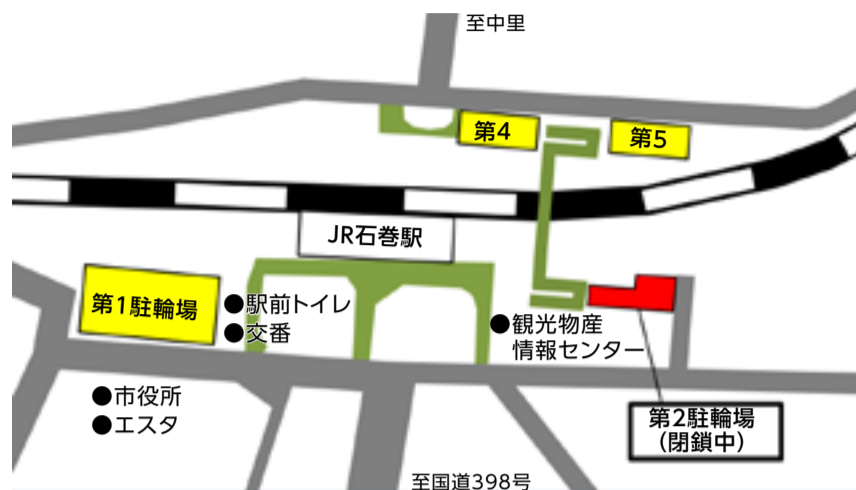 至中里
第4
第5
JR石巻駅
第1駐輪場
●駅前トイレ
●交番
●観光物産
情報センター
●市役所
●エスタ
第2駐輪場
(閉鎖中)
至国道398号